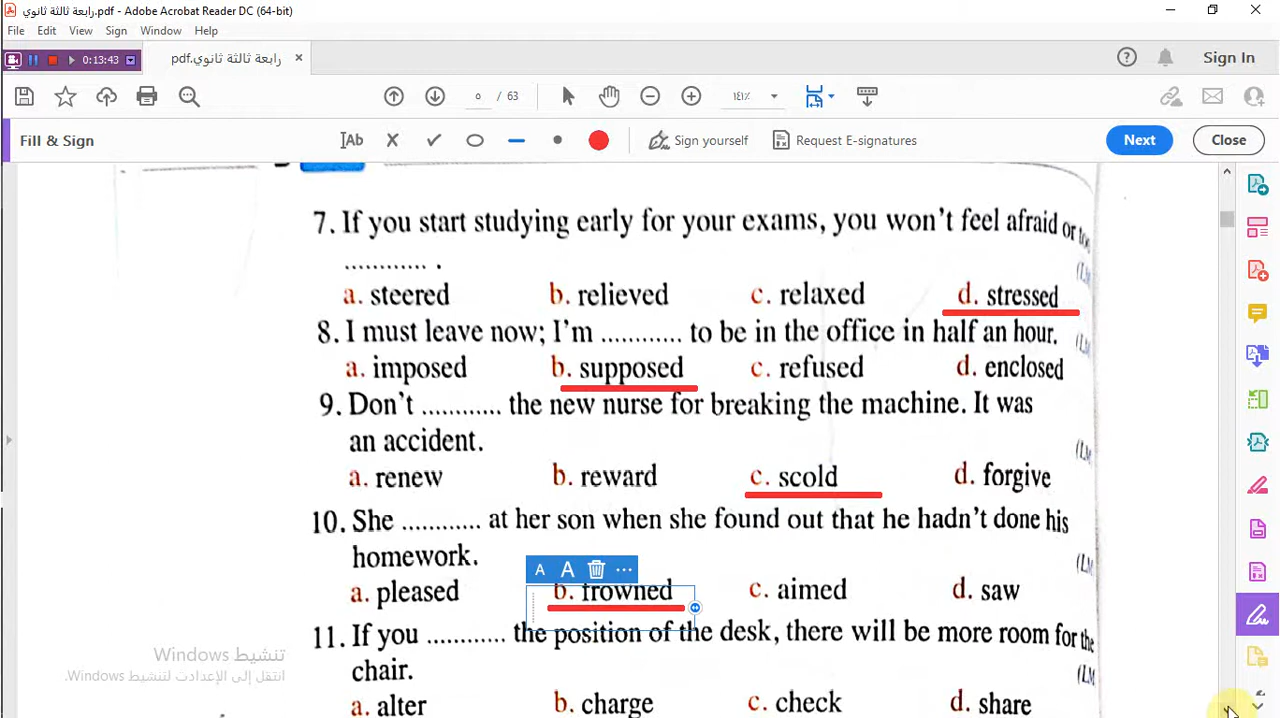 رابعة ثالثة ثانوي.pdf - Adobe Acrobat Reader DC (64-bit)
File Edit View Sign Window Help
0:13:43 رابعة ثالثة ثانوي.pdf × Sign In
٥ / 63 ١٤١٪
Fill & Sign Ab Sign yourself Request E-signatures Next Close
7. If you start studying early for your exams, you won't feel afraid or
............ .
a. steered b. relieved c. relaxed d. stressed
8. I must leave now; I'm ............ to be in the office in half an hour.
a. imposed b. supposed c. refused d. enclosed
9. Don't ............ the new nurse for breaking the machine. It was
an accident.
a. renew b. reward c. scold d. forgive
10. She ............ at her son when she found out that he hadn't done his
homework.
A A ...
a. pleased b. frowned c. aimed d. saw
11. If you ............ the position of the desk, there will be more room for the
chair.
a. alter b. charge c. check d. share
تنشيط Windows
انتقل إلى الإعدادات لتنشيط Windows.